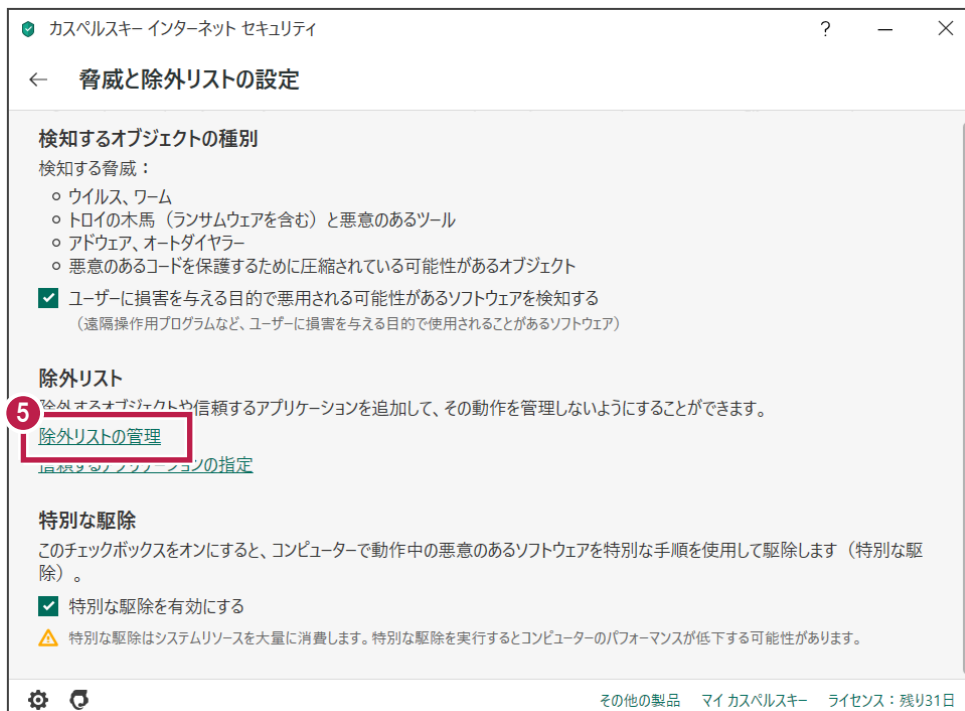 カスペルスキー インターネット セキュリティ
?
← 脅威と除外リストの設定
検知するオブジェクトの種別
検知する脅威：
ウイルス、ワーム
トロイの木馬（ランサムウェアを含む）と悪意のあるツール
アドウェア、オートダイヤラー
悪意のあるコードを保護するために圧縮されている可能性があるオブジェクト
ユーザーに損害を与える目的で悪用される可能性があるソフトウェアを検知する
（遠隔操作用プログラムなど、ユーザーに損害を与える目的で使用されることがあるソフトウェア）
除外リスト
5
除外するオブジェクトや信頼するアプリケーションを追加して、その動作を管理しないようにすることができます。
除外リストの管理
信頼するアプリケーションの指定
特別な駆除
このチェックボックスをオンにすると、コンピューターで動作中の悪意のあるソフトウェアを特別な手順を使用して駆除します（特別な駆
除）。
特別な駆除を有効にする
特別な駆除はシステムリソースを大量に消費します。特別な駆除を実行するとコンピューターのパフォーマンスが低下する可能性があります。
その他の製品 マイ カスペルスキー ライセンス：残り31日